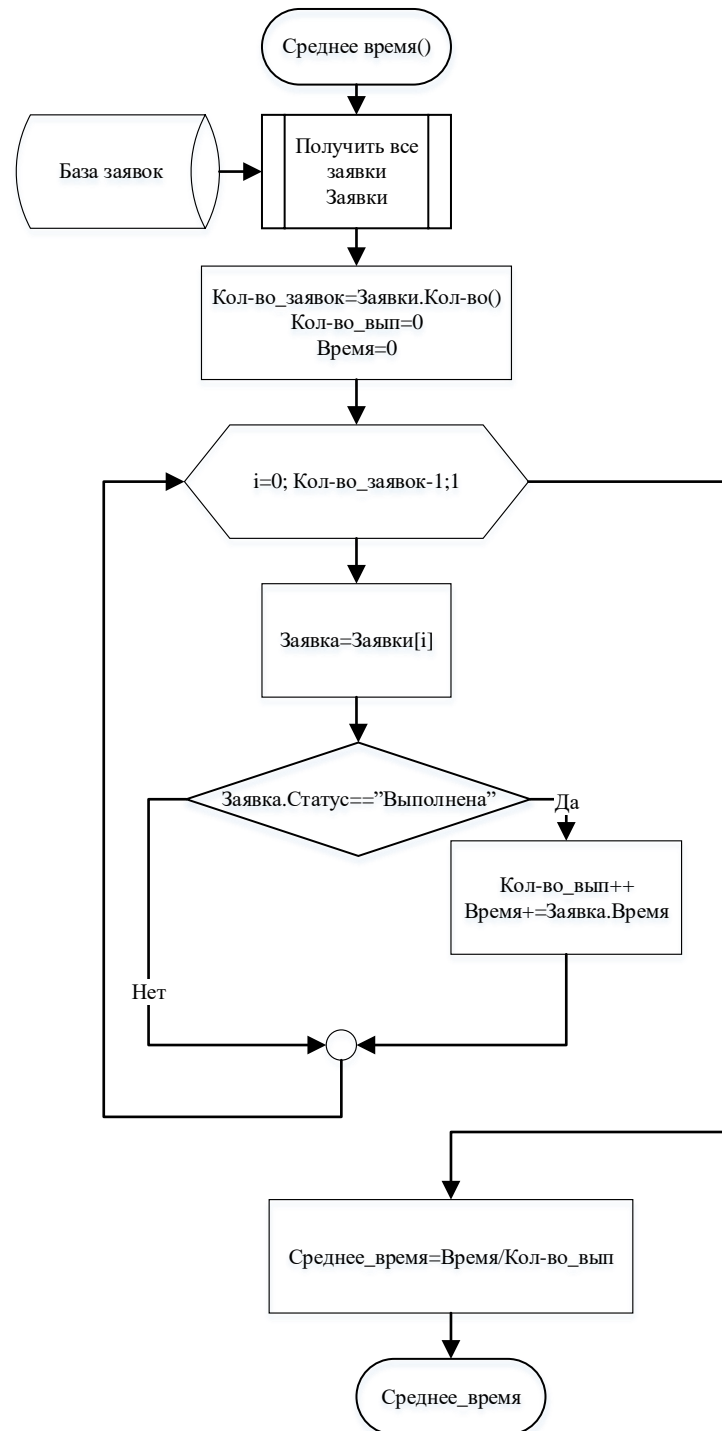 Среднее время()
База заявок
Получить все
заявки
Заявки
Кол-во_заявок=Заявки.Кол-во()
Кол-во_вып=0
Время=0
i=0; Кол-во_заявок-1;1
Заявка=Заявки[i]
Заявка.Статус==”Выполнена”
Да
Кол-во_вып++
Время+=Заявка.Время
Нет
Среднее_время=Время/Кол-во_вып
Среднее_время